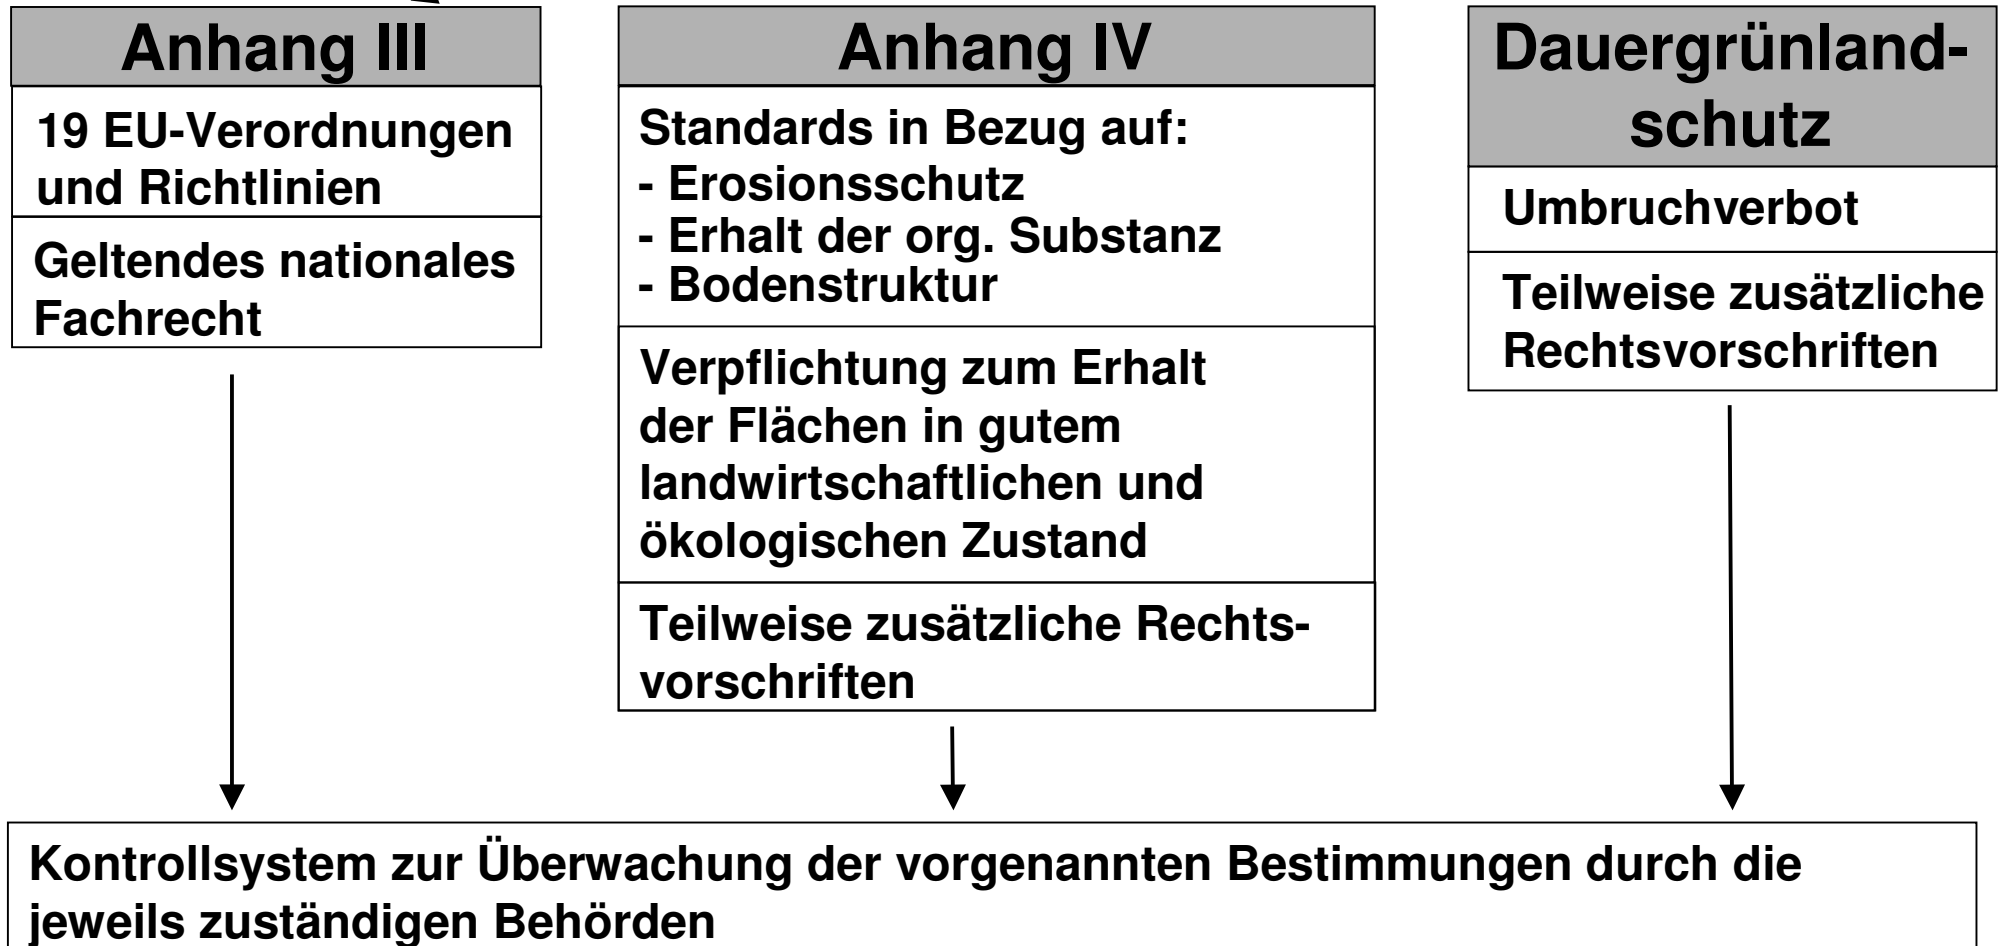 Anhang III
19 EU-Verordnungen
und Richtlinien
Geltendes nationales
Fachrecht
Anhang IV
Standards in Bezug auf:
- Erosionsschutz
- Erhalt der org. Substanz
- Bodenstruktur
Verpflichtung zum Erhalt
der Flächen in gutem
landwirtschaftlichen und
ökologischen Zustand
Teilweise zusätzliche Rechts-
vorschriften
Dauergrünland-
schutz
Umbruchverbot
Teilweise zusätzliche
Rechtsvorschriften
Kontrollsystem zur Überwachung der vorgenannten Bestimmungen durch die
jeweils zuständigen Behörden